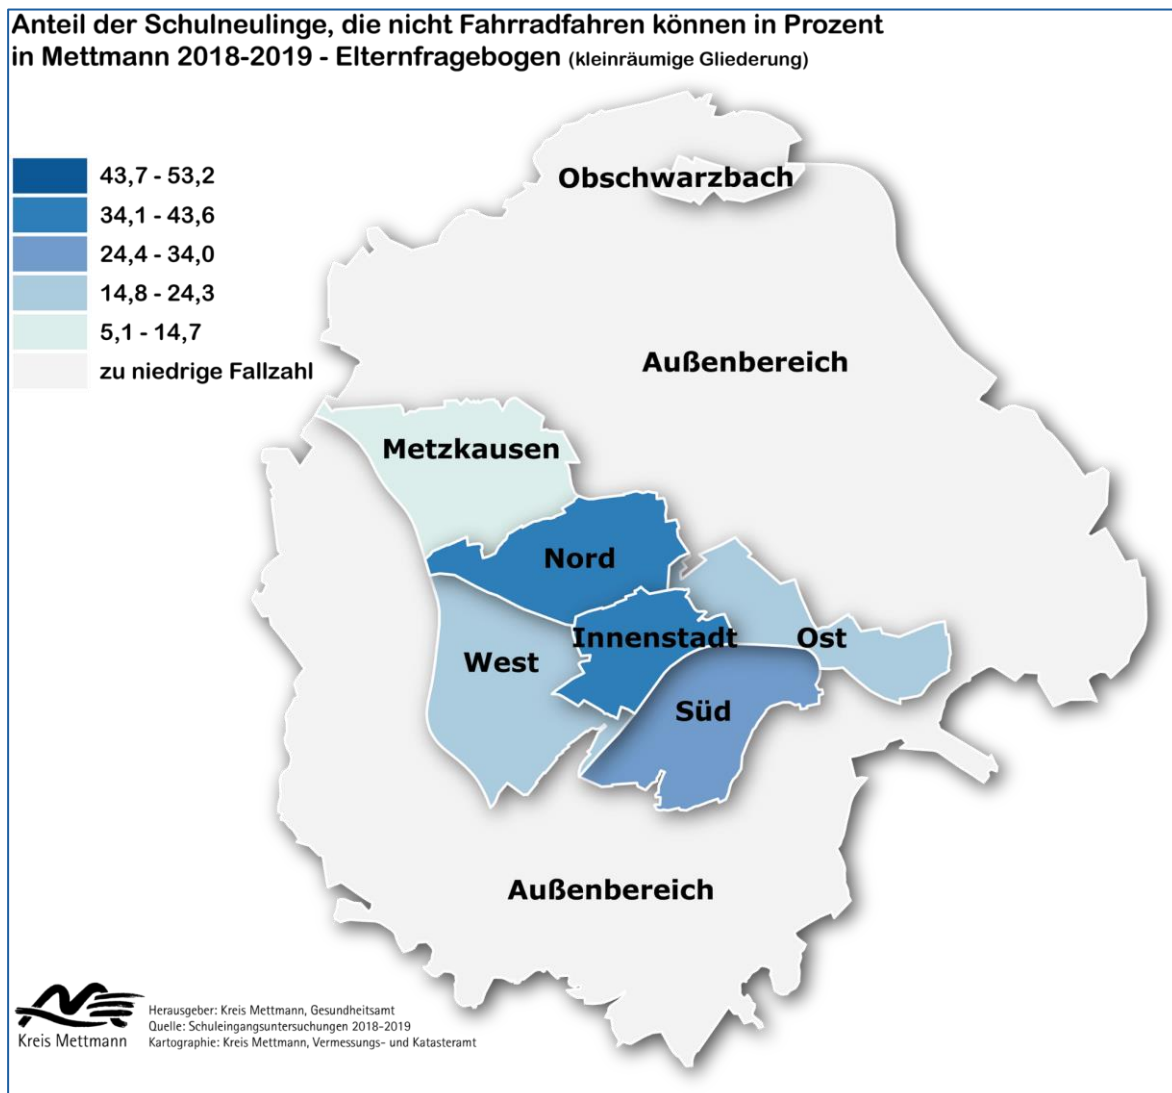 Anteil der Schulneulinge, die nicht Fahrradfahren können in Prozent
in Mettmann 2018-2019 - Elternfragebogen (kleinräumige Gliederung)
43,7 - 53,2
34,1 - 43,6
24,4 - 34,0
14,8 - 24,3
5,1 - 14,7
zu niedrige Fallzahl
Obschwarzbach
Außenbereich
Metzkausen
Nord
Innenstadt
Ost
West
Süd
Außenbereich
Kreis Mettmann
Herausgeber: Kreis Mettmann, Gesundheitsamt
Quelle: Schuleingangsuntersuchungen 2018-2019
Kartographie: Kreis Mettmann, Vermessungs- und Katasteramt